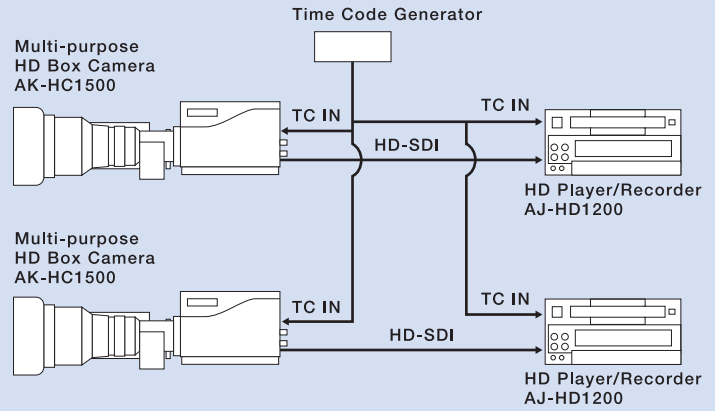 Time Code Generator
Multi-purpose
HD Box Camera
AK-HC1500
TC IN
TC IN
HD-SDI
HD Player/Recorder
AJ-HD1200
Multi-purpose
HD Box Camera
AK-HC1500
TC IN
TC IN
HD-SDI
HD Player/Recorder
AJ-HD1200